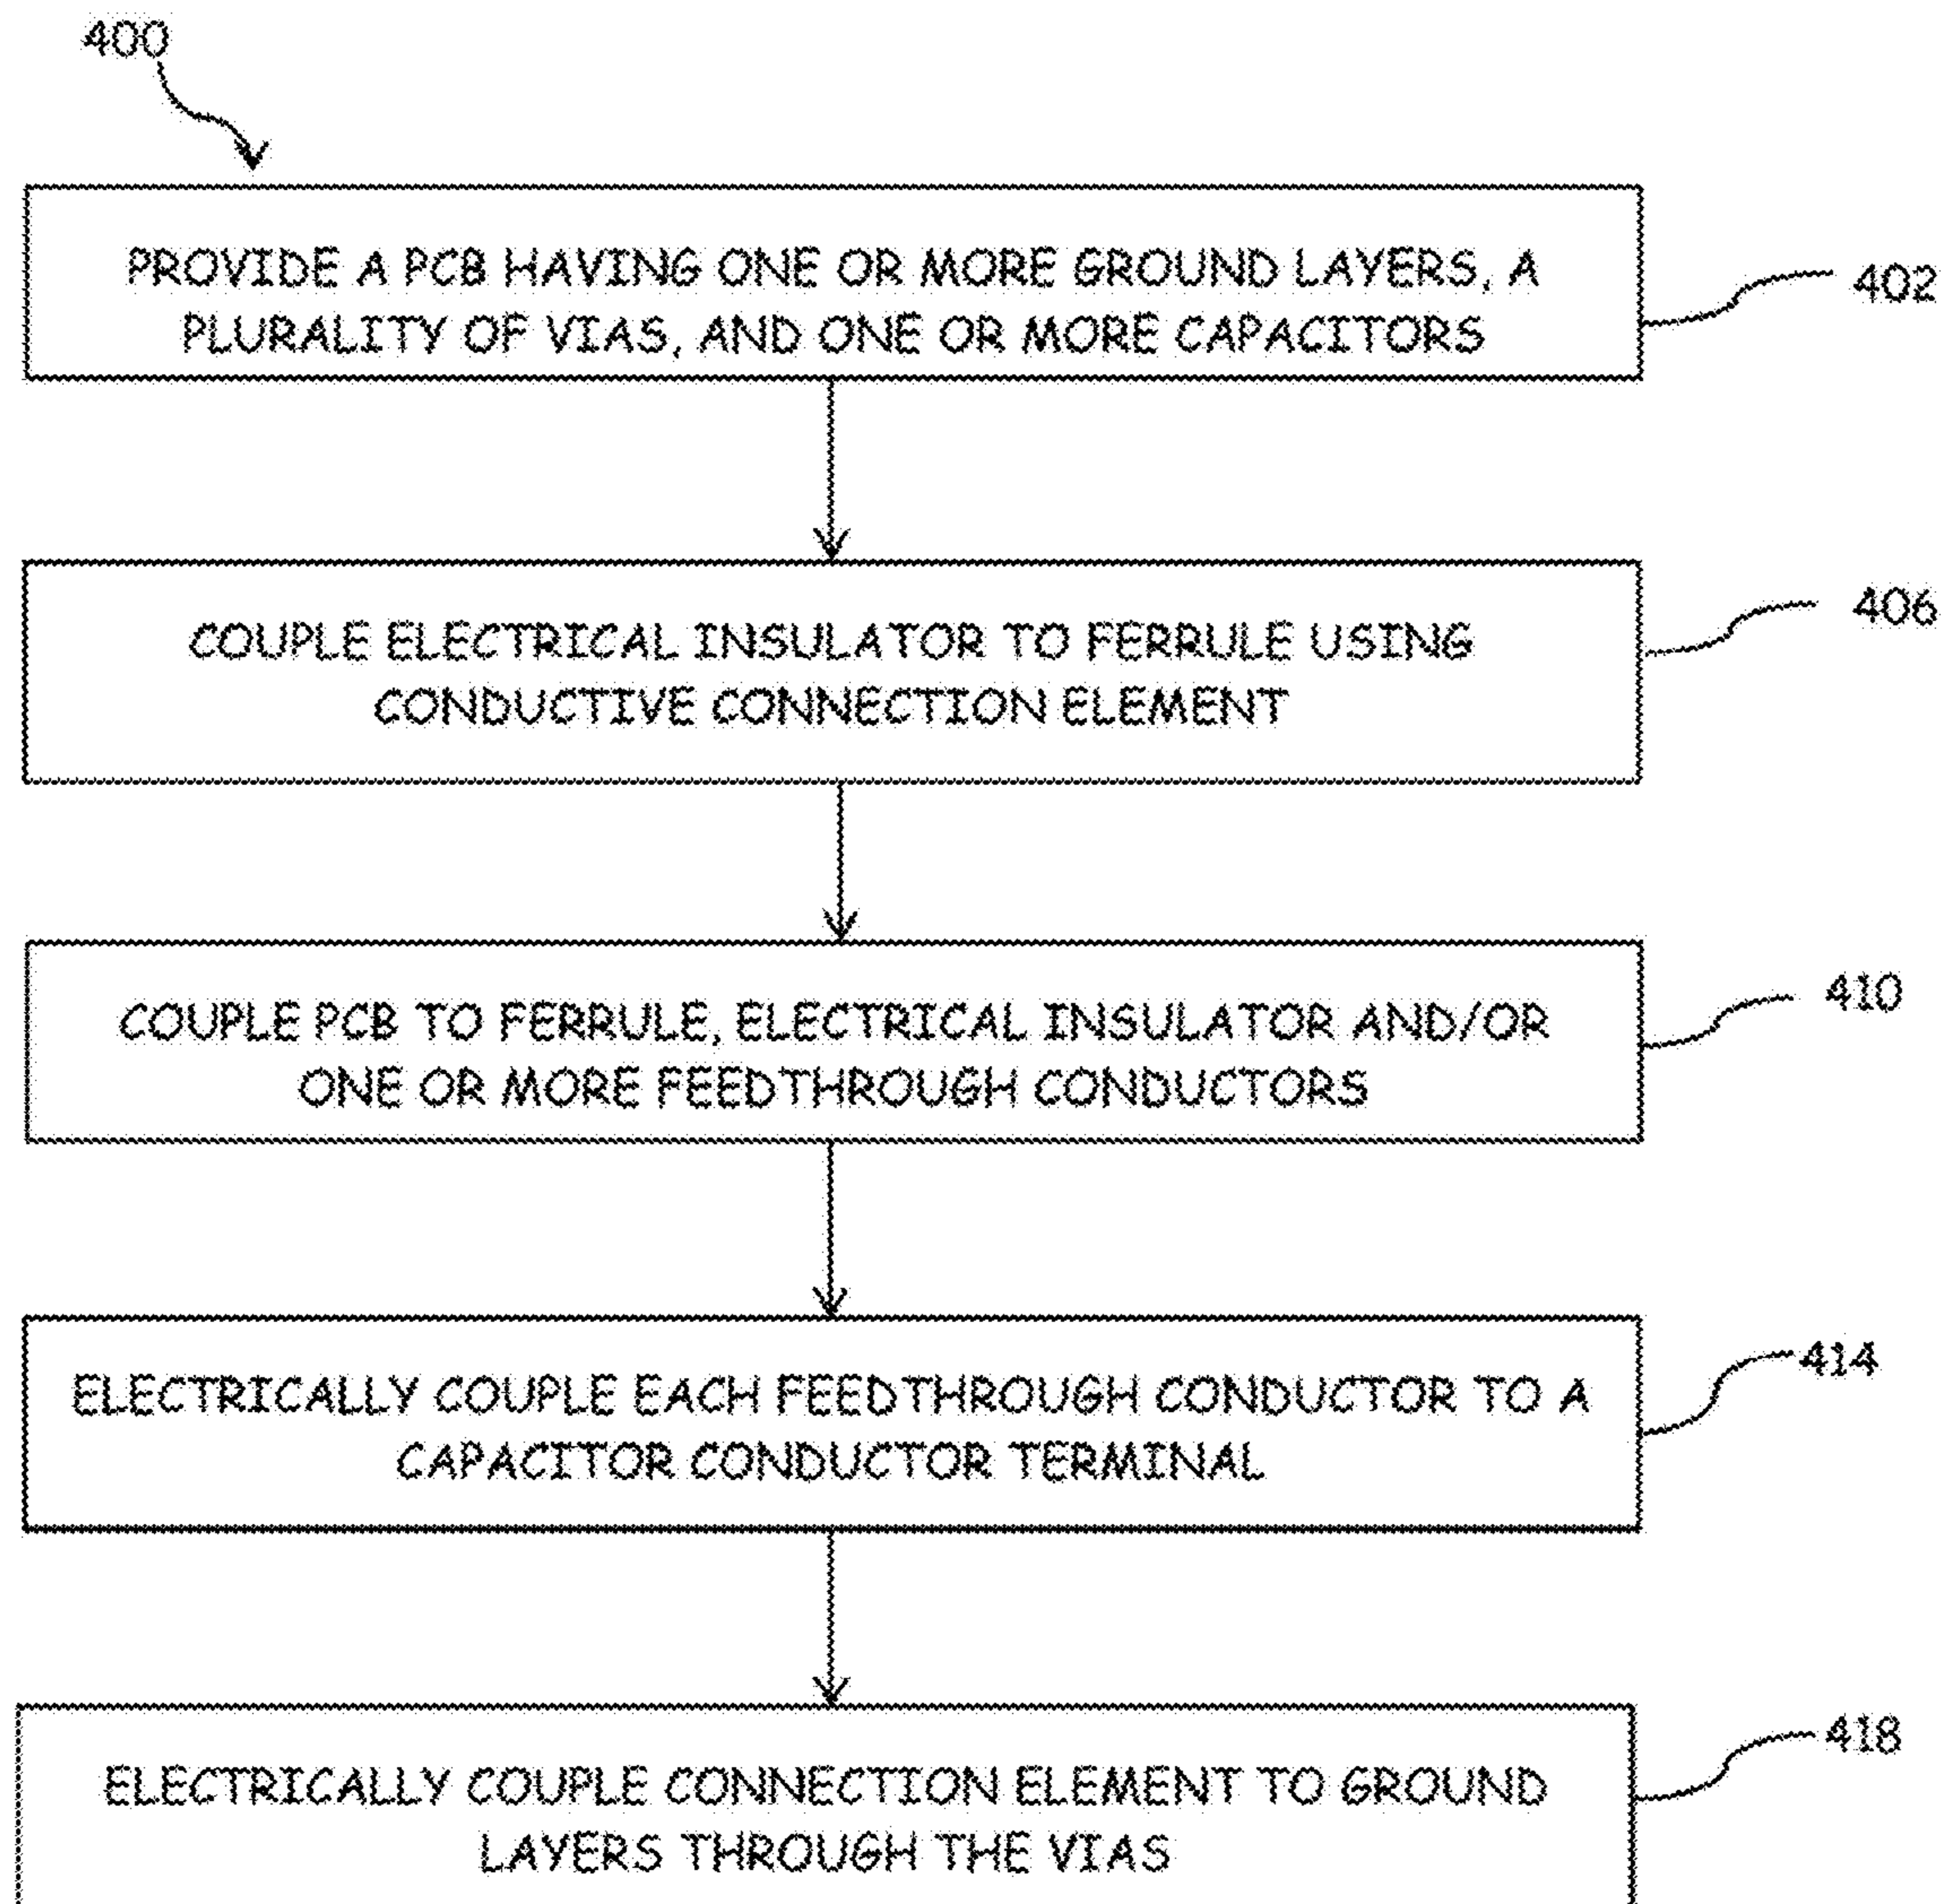 400
PROVIDE A PCB HAVING ONE OR MORE GROUND LAYERS, A
PLURALITY OF VIAS, AND ONE OR MORE CAPACITORS
402
COUPLE ELECTRICAL INSULATOR TO FERRULE USING
CONDUCTIVE CONNECTION ELEMENT
406
COUPLE PCB TO FERRULE, ELECTRICAL INSULATOR AND/OR
ONE OR MORE FEEDTHROUGH CONDUCTORS
410
ELECTRICALLY COUPLE EACH FEEDTHROUGH CONDUCTOR TO A
CAPACITOR CONDUCTOR TERMINAL
414
ELECTRICALLY COUPLE CONNECTION ELEMENT TO GROUND
LAYERS THROUGH THE VIAS
418